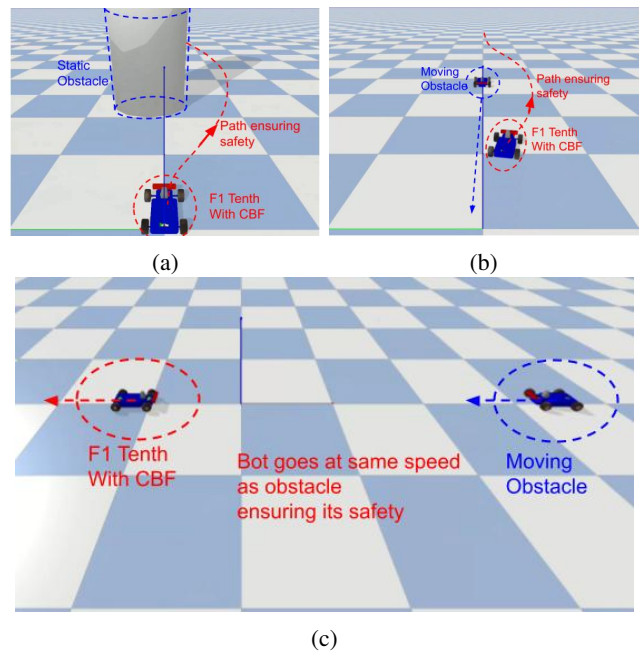 Static
Obstacle
Path ensuring
safety
F1 Tenth
With CBF
(a)
Moving
Obstacle
Path ensuring
safety
F1 Tenth
With CBF
(b)
F1 Tenth
With CBF
Bot goes at same speed
as obstacle
ensuring its safety
Moving
Obstacle
(c)